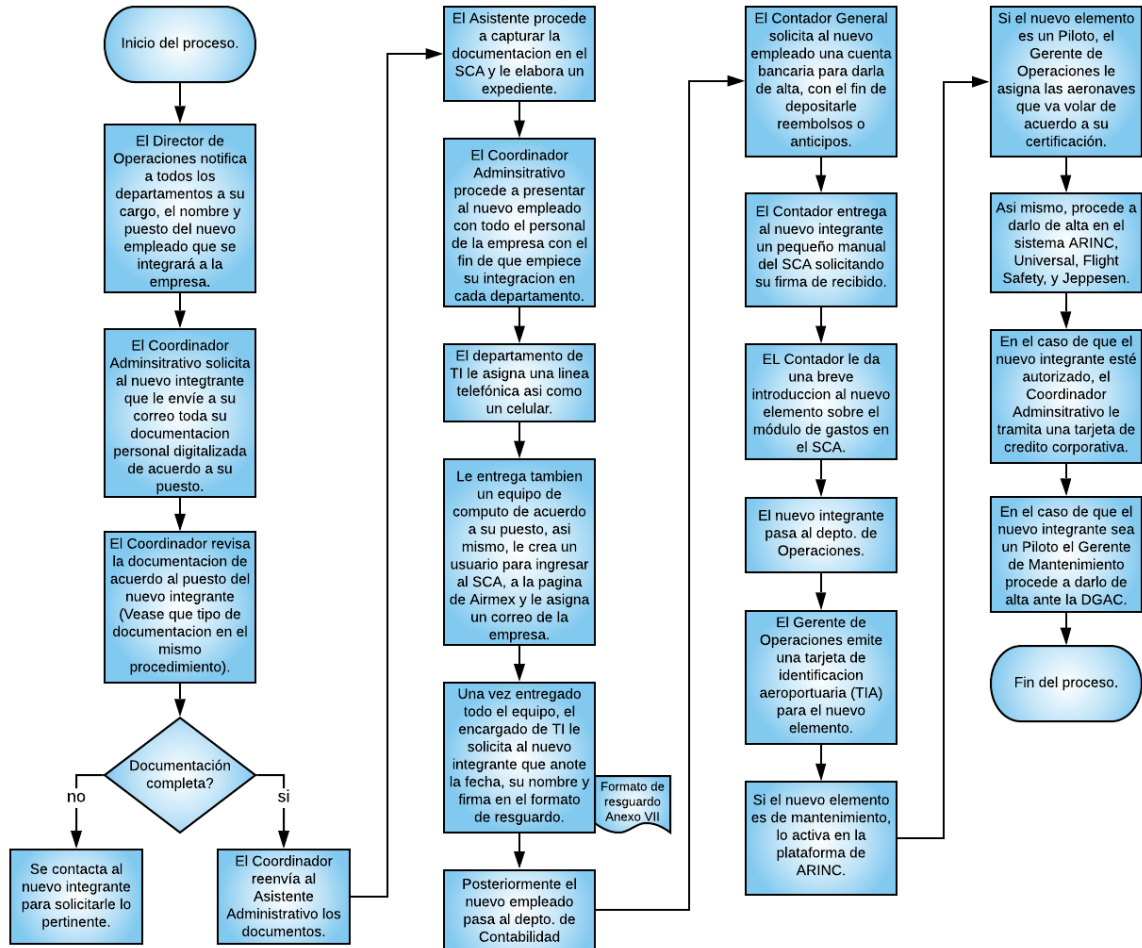 Inicio del proceso.
El Director de
Operaciones notifica
a todos los
departamentos a su
cargo, el nombre y
puesto del nuevo
empleado que se
integrará a la
empresa.
El Coordinador
Adminsitrativo solicita
al nuevo integrante
que le envíe a su
correo toda su
documentacion
personal digitalizada
de acuerdo a su
puesto.
El Coordinador revisa
la documentacion de
acuerdo al puesto del
nuevo integrante
(Vease que tipo de
documentacion en el
mismo
procedimiento).
Documentación
completa?
no
si
Se contacta al
nuevo integrante
para solicitarle lo
pertinente.
El Coordinador
reenvía al
Asistente
Administrativo los
documentos.
El Asistente procede
a capturar la
documentacion en el
SCA y le elabora un
expediente.
El Coordinador
Adminsitrativo
procede a presentar
al nuevo empleado
con todo el personal
de la empresa con el
fin de que empiece
su integracion en
cada departamento.
El departamento de
TI le asigna una linea
telefónica asi como
un celular.
Le entrega tambien
un equipo de
computo de acuerdo
a su puesto, asi
mismo, le crea un
usuario para ingresar
al SCA, a la pagina
de Airmex y le asigna
un correo de la
empresa.
Una vez entregado
todo el equipo, el
encargado de TI le
solicita al nuevo
integrante que anote
la fecha, su nombre y
firma en el formato
de resguardo.
Formato de
resguardo
Anexo VII
Posteriormente el
nuevo empleado
pasa al depto. de
Contabilidad
El Contador General
solicita al nuevo
empleado una cuenta
bancaria para darla
de alta, con el fin de
depositarle
reembolsos o
anticipos.
El Contador entrega
al nuevo integrante
un pequeño manual
del SCA solicitando
su firma de recibido.
EL Contador le da
una breve
introduccion al nuevo
elemento sobre el
módulo de gastos en
el SCA.
El nuevo integrante
pasa al depto. de
Operaciones.
El Gerente de
Operaciones emite
una tarjeta de
identificacion
aeroportuaria (TIA)
para el nuevo
elemento.
Si el nuevo elemento
es de mantenimiento,
lo activa en la
plataforma de
ARINC.
Si el nuevo elemento
es un Piloto, el
Gerente de
Operaciones le
asigna las aeronaves
que va volar de
acuerdo a su
certificación.
Asi mismo, procede a
darlo de alta en el
sistema ARINC,
Universal, Flight
Safety, y Jeppesen.
En el caso de que el
nuevo integrante esté
autorizado, el
Coordinador
Adminsitrativo le
tramita una tarjeta de
credito corporativa.
En el caso de que el
nuevo integrante sea
un Piloto el Gerente
de Mantenimiento
procede a darlo de
alta ante la DGAC.
Fin del proceso.